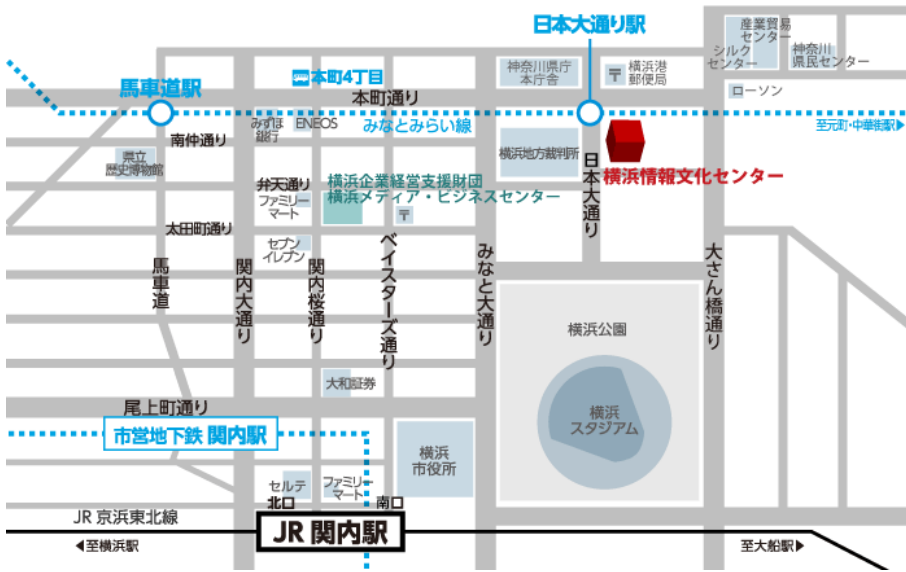 日本大通り駅
産業貿易
センター
シルク
センター
神奈川
県民センター
馬車道駅
本町4丁目
神奈川県庁
本庁舎
〒
横浜港
郵便局
ローソン
本町通り
みずほ
銀行
ENEOS
みなとみらい線
至元町・中華街駅▶
南仲通り
県立
歴史博物館
横浜地方裁判所
日本大通り
横浜情報文化センター
弁天通り
ファミリー
マート
横浜企業経営支援財団
横浜メディア・ビジネスセンター
〒
太田町通り
セブン
イレブン
馬車道
関内大通り
関内桜通り
ベイスターズ通り
みなと大通り
大さん橋通り
横浜公園
大和証券
横浜
スタジアム
尾上町通り
市営地下鉄 関内駅
横浜
市役所
セルテ
ファミリー
マート
北口
南口
JR 京浜東北線
JR 関内駅
◀至横浜駅
至大船駅▶